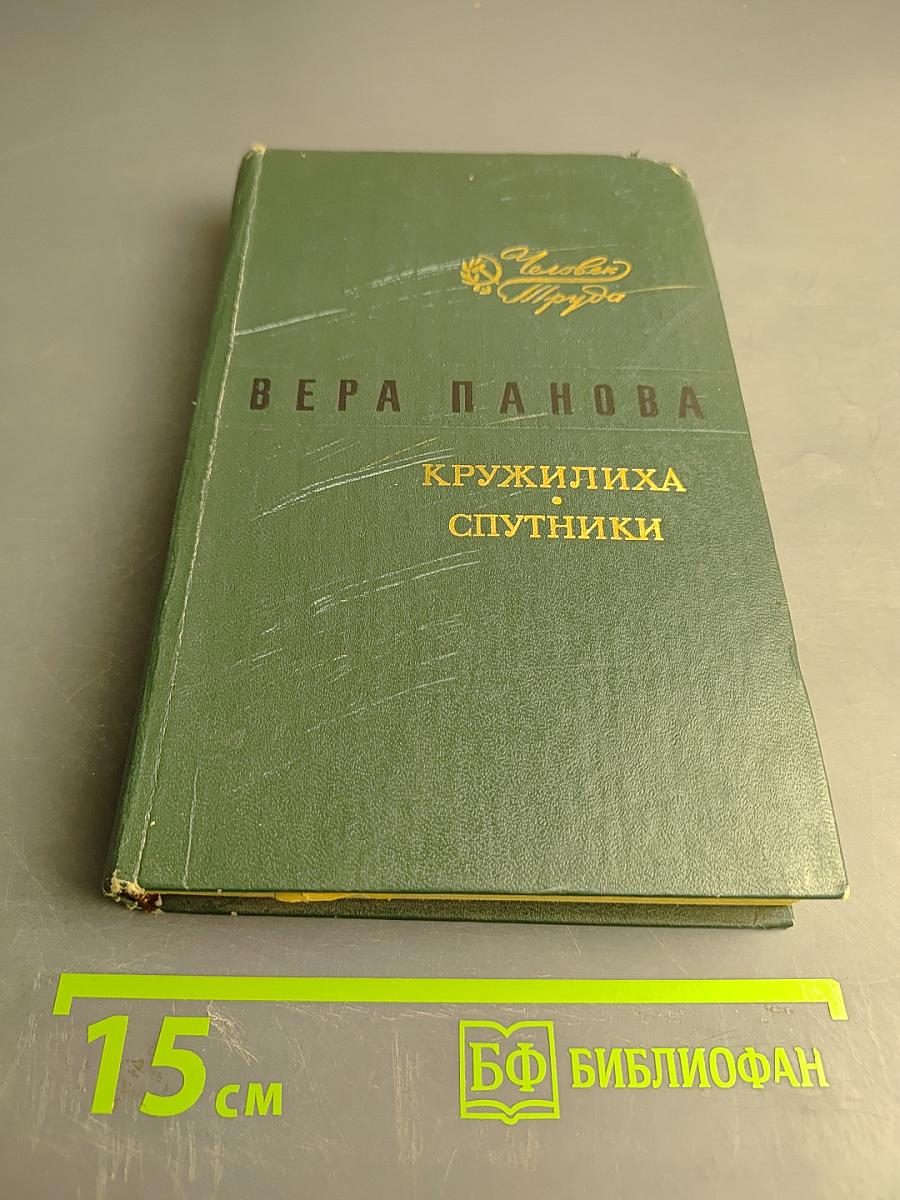 Человек
Труда
ВЕРА ПАНОВА
КРУЖИЛИХА
•
СПУТНИКИ
15 см
БФ БИБЛИОФАН